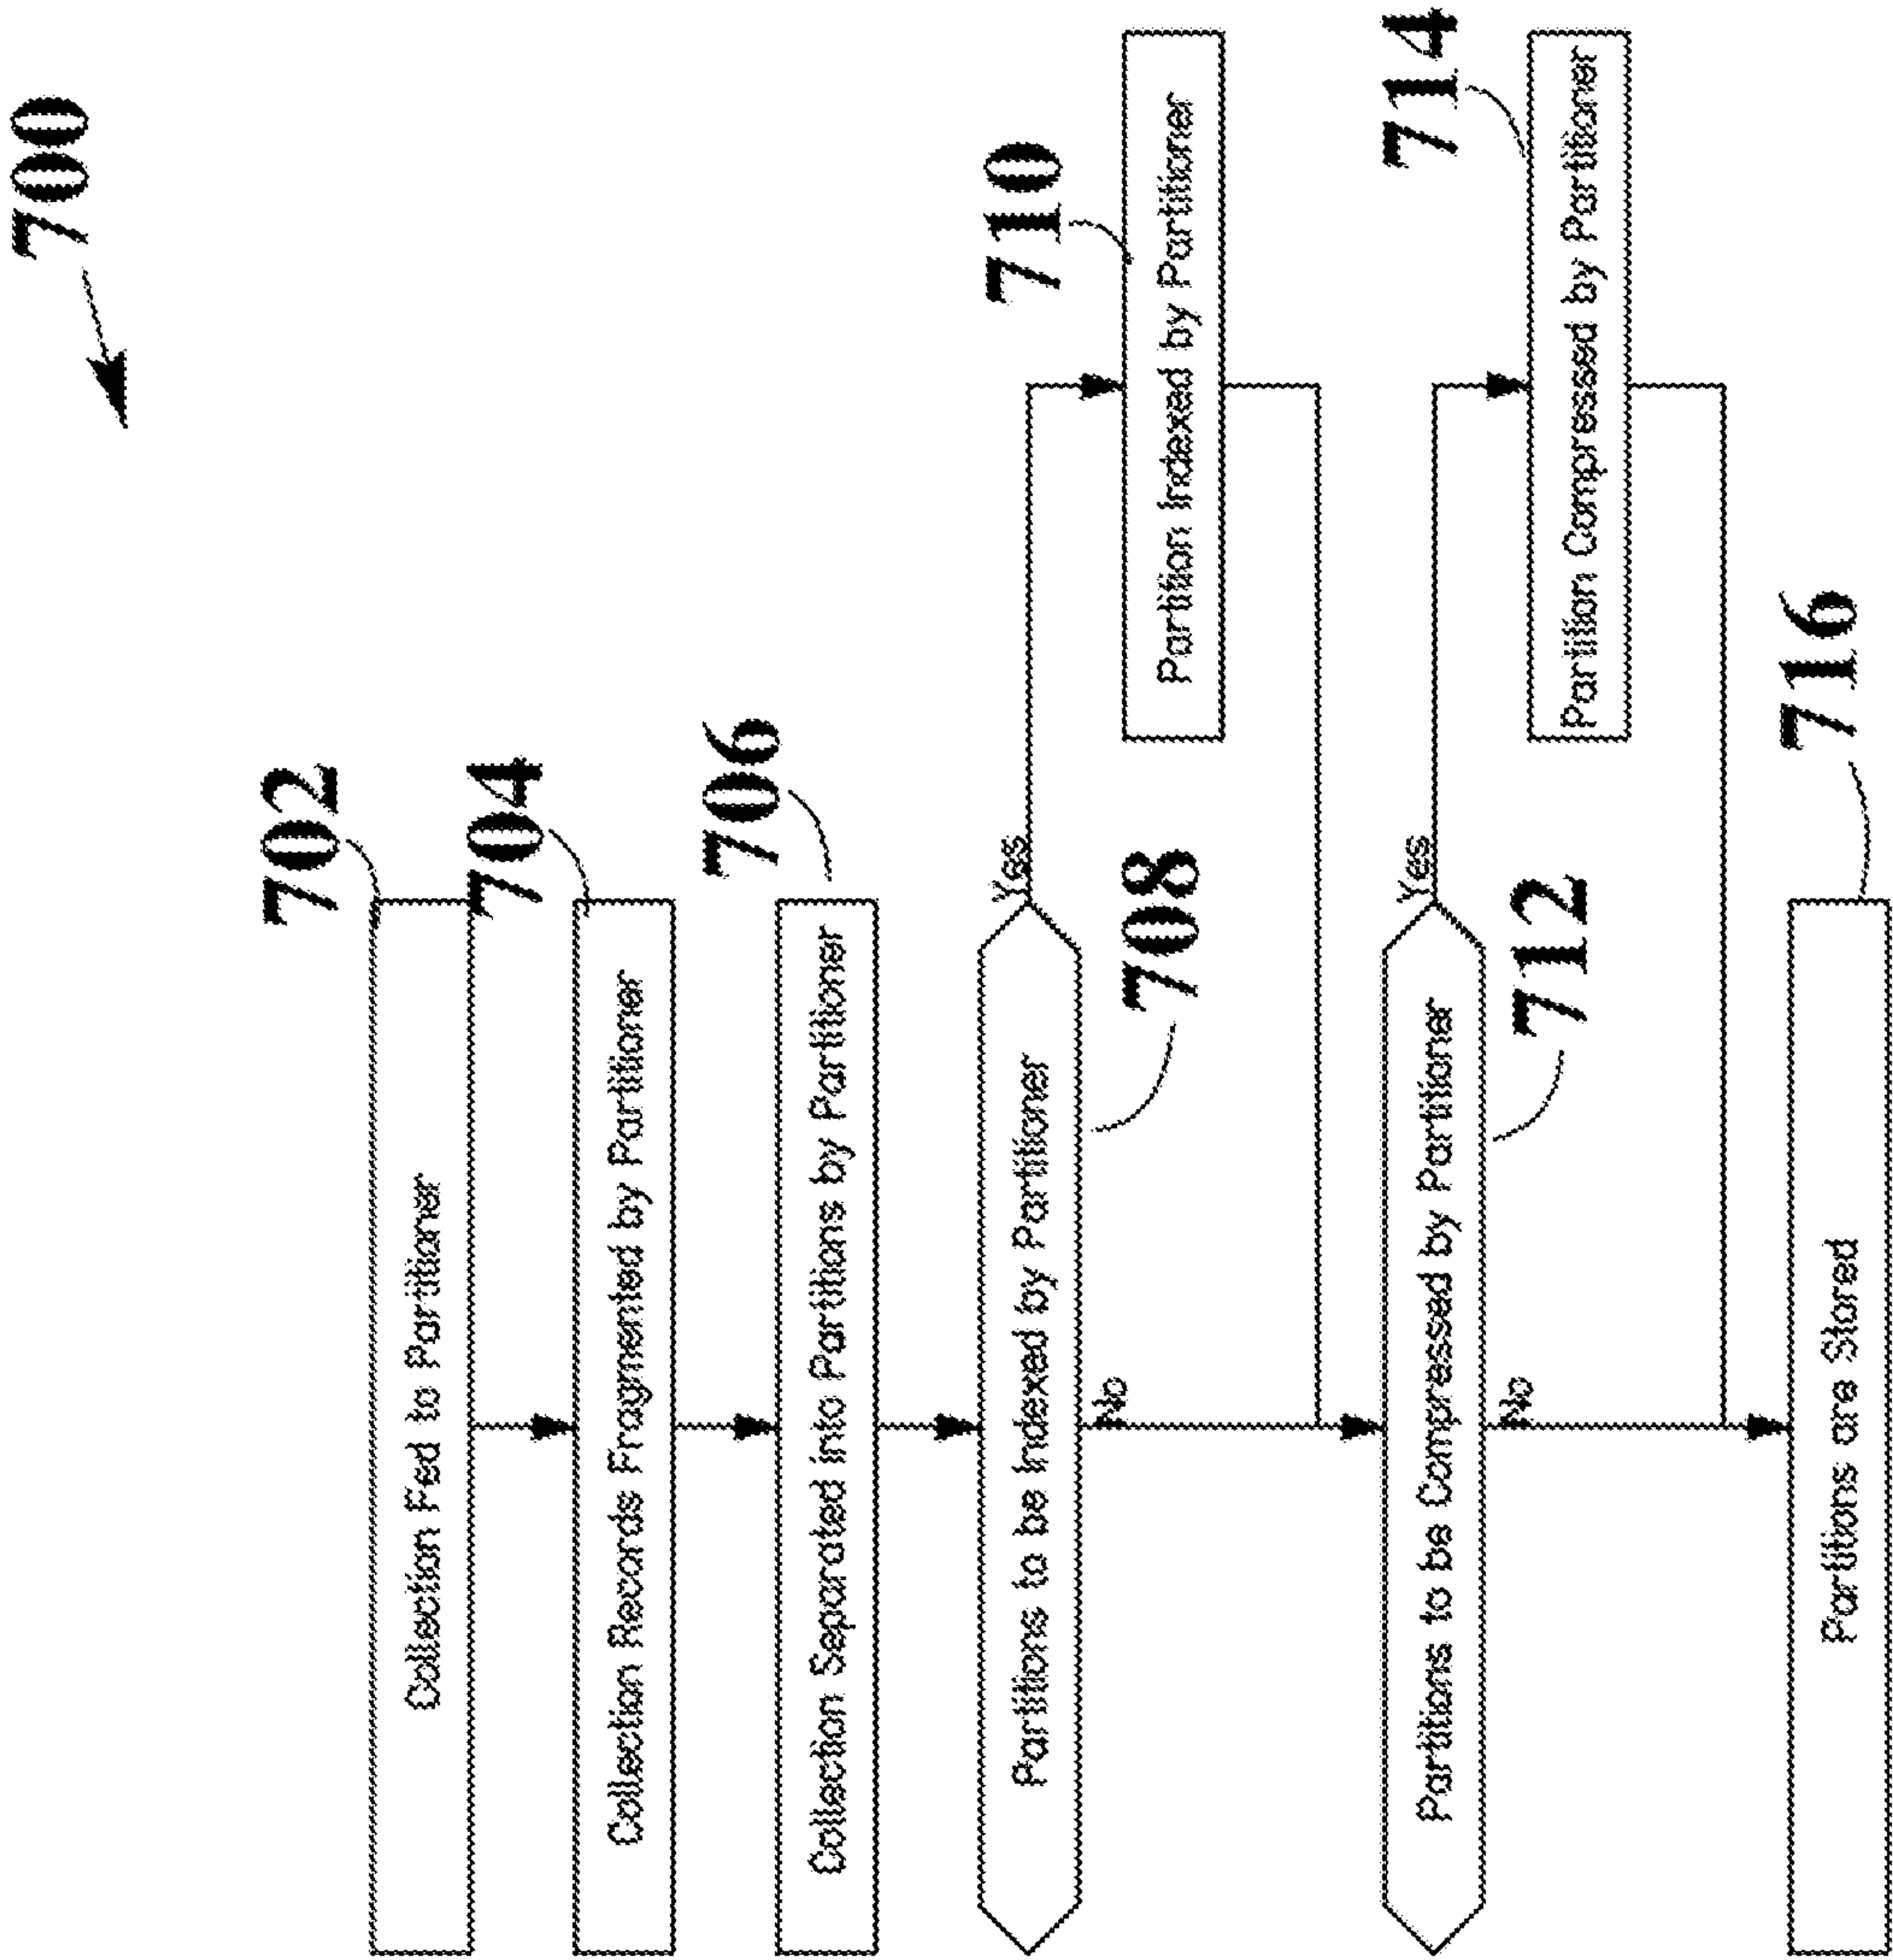 700
702
Collection Fed to Partitioner
704
Collection Records Fragmented by Partitioner
706
Collection Separated into Partitions by Partitioner
Partitions to be Indexed by Partitioner
Yes
708
No
710
Partition Indexed by Partitioner
Partitions to be Compressed by Partitioner
Yes
712
No
714
Partition Compressed by Partitioner
716
Partitions are Stored